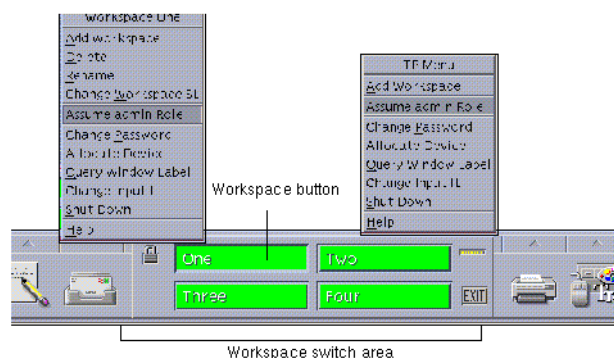 Workspace One
Add workspace
Delete
Rename
Change Workspace SL
Assume admin Role
Change Password
Allocate Device
Query Window Label
Change Input IL
Shut Down
Help
TP Menu
Add Workspace
Assume admin Role
Change Password
Allocate Device
Query Window Label
Change Input IL
Shut Down
Help
Workspace button
One
Two
Three
Four
EXIT
Workspace switch area